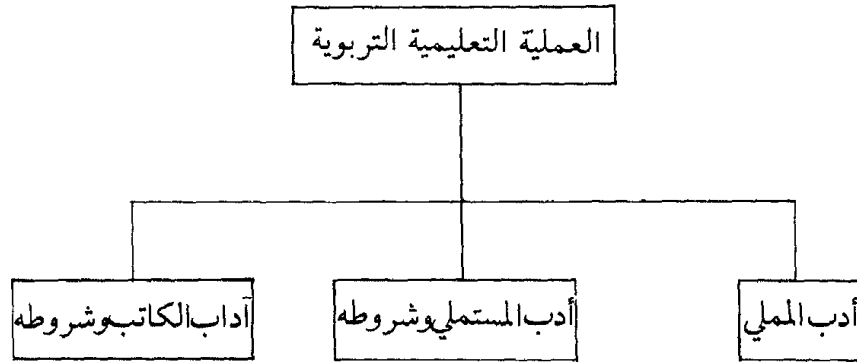 العملية التعليمية التربوية
أدب المملي
أدب المستملي وشروطه
آداب الكاتب وشروطه